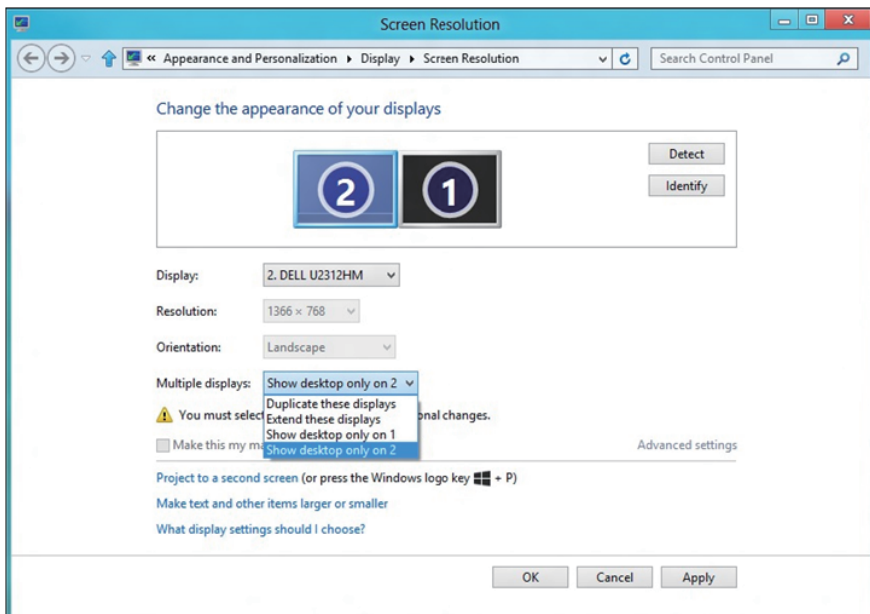 Screen Resolution
« Appearance and Personalization ▸ Display ▸ Screen Resolution
Search Control Panel
Change the appearance of your displays
2
1
Detect
Identify
Display: 2. DELL U2312HM
Resolution: 1366 × 768
Orientation: Landscape
Multiple displays: Show desktop only on 2
Duplicate these displays
You must select onal changes.
Extend these displays
Show desktop only on 1
Make this my ma
Show desktop only on 2
Advanced settings
Project to a second screen (or press the Windows logo key + P)
Make text and other items larger or smaller
What display settings should I choose?
OK
Cancel
Apply